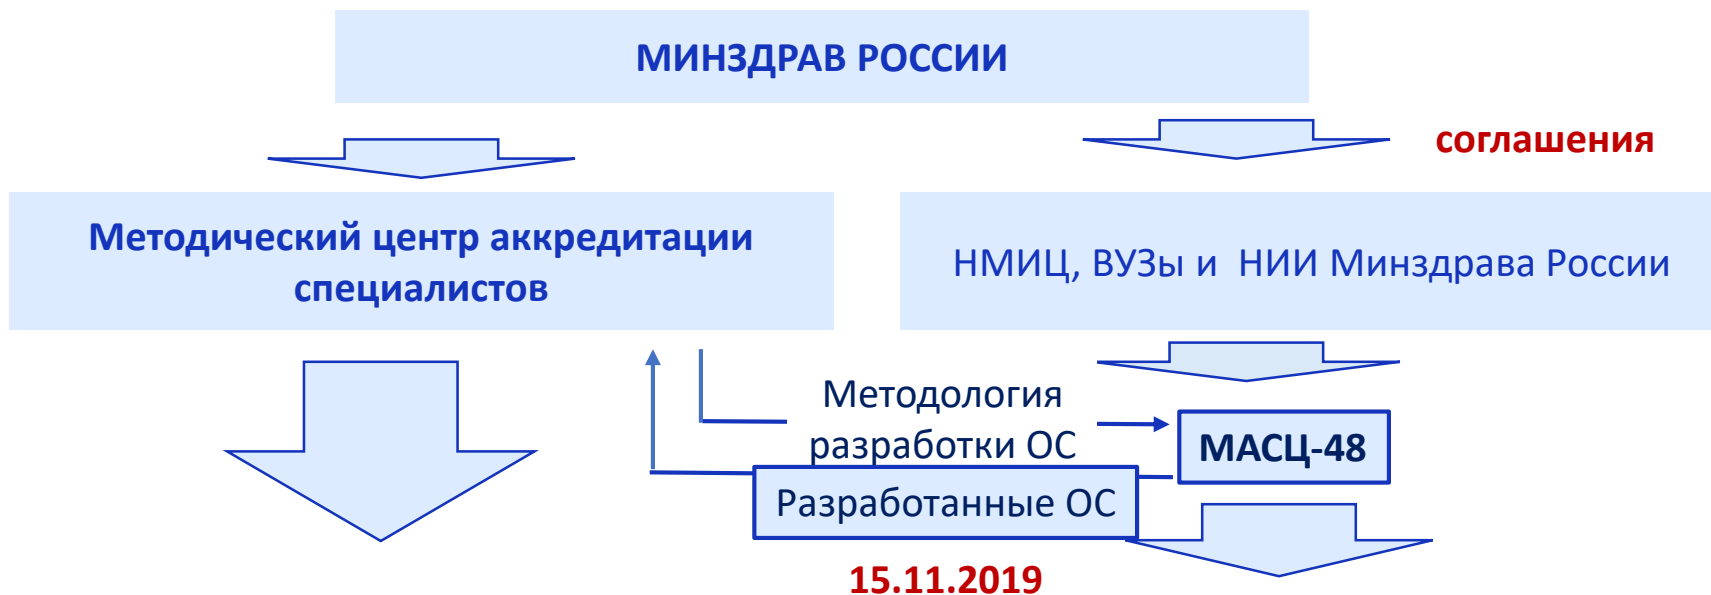 МИНЗДРАВ РОССИИ
соглашения
Методический центр аккредитации
специалистов
НМИЦ, ВУЗы и НИИ Минздрава России
Методология
разработки ОС
МАСЦ-48
Разработанные ОС
15.11.2019